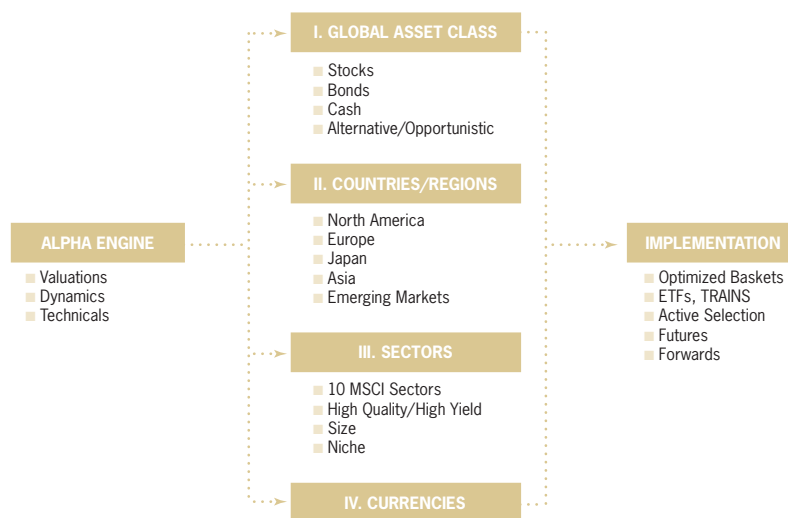 I. GLOBAL ASSET CLASS
Stocks
Bonds
Cash
Alternative/Opportunistic
II. COUNTRIES/REGIONS
North America
Europe
Japan
Asia
Emerging Markets
ALPHA ENGINE
Valuations
Dynamics
Technicals
IMPLEMENTATION
Optimized Baskets
ETFs, TRAINS
Active Selection
Futures
Forwards
III. SECTORS
10 MSCI Sectors
High Quality/High Yield
Size
Niche
IV. CURRENCIES